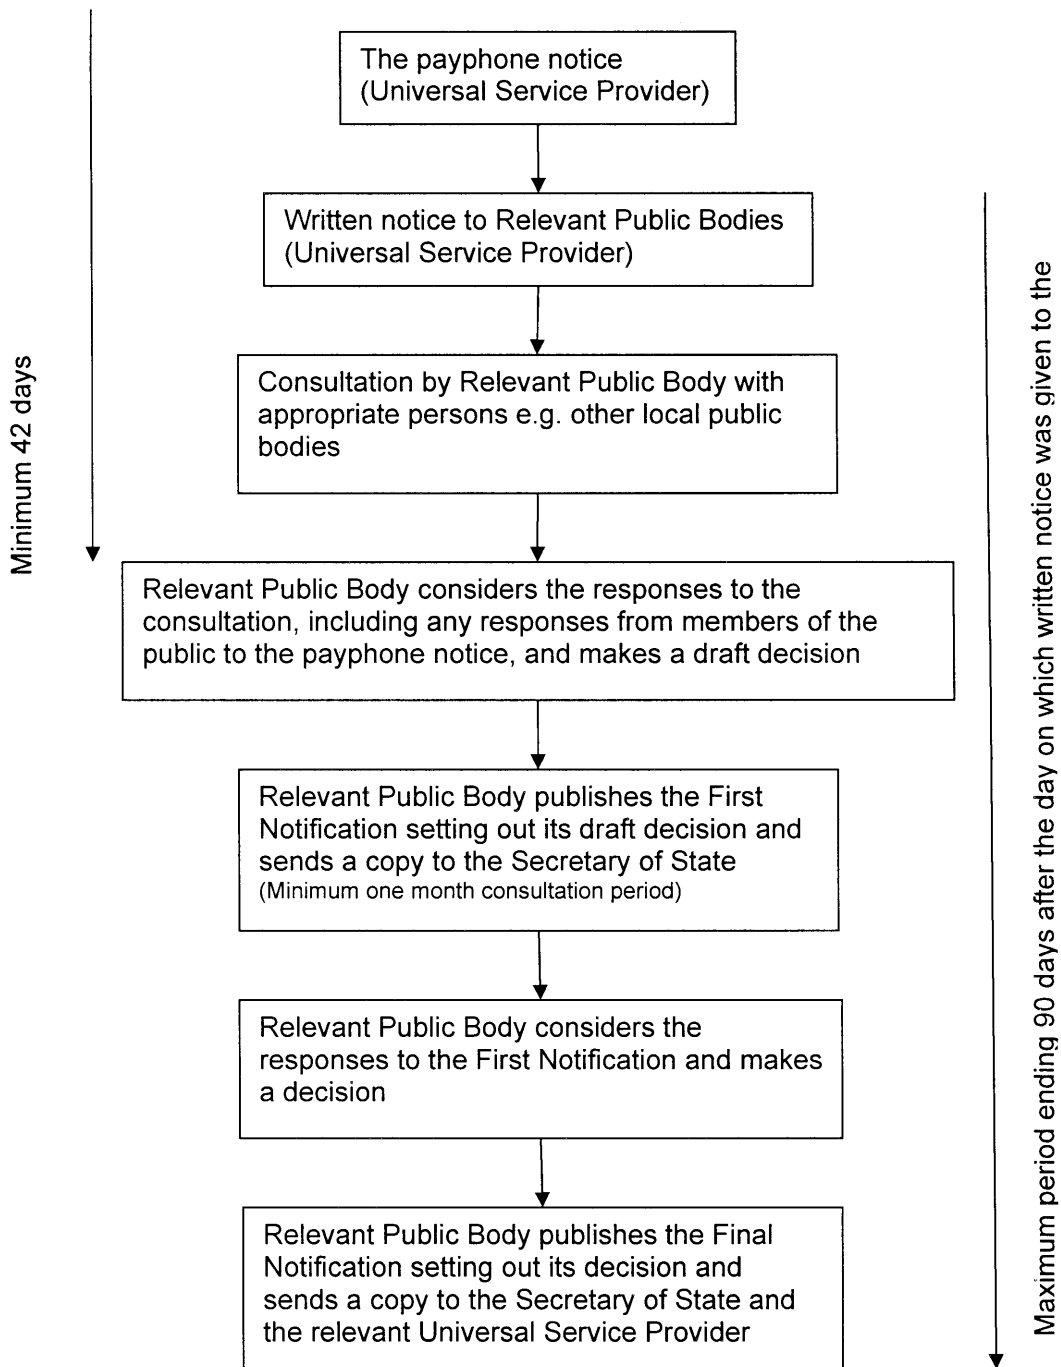 The payphone notice
(Universal Service Provider)
Written notice to Relevant Public Bodies
(Universal Service Provider)
Consultation by Relevant Public Body with
appropriate persons e.g. other local public
bodies
Minimum 42 days
Relevant Public Body considers the responses to the
consultation, including any responses from members of the
public to the payphone notice, and makes a draft decision
Relevant Public Body publishes the First
Notification setting out its draft decision and
sends a copy to the Secretary of State
(Minimum one month consultation period)
Relevant Public Body considers the
responses to the First Notification and makes
a decision
Relevant Public Body publishes the Final
Notification setting out its decision and
sends a copy to the Secretary of State and
the relevant Universal Service Provider
Maximum period ending 90 days after the day on which written notice was given to the